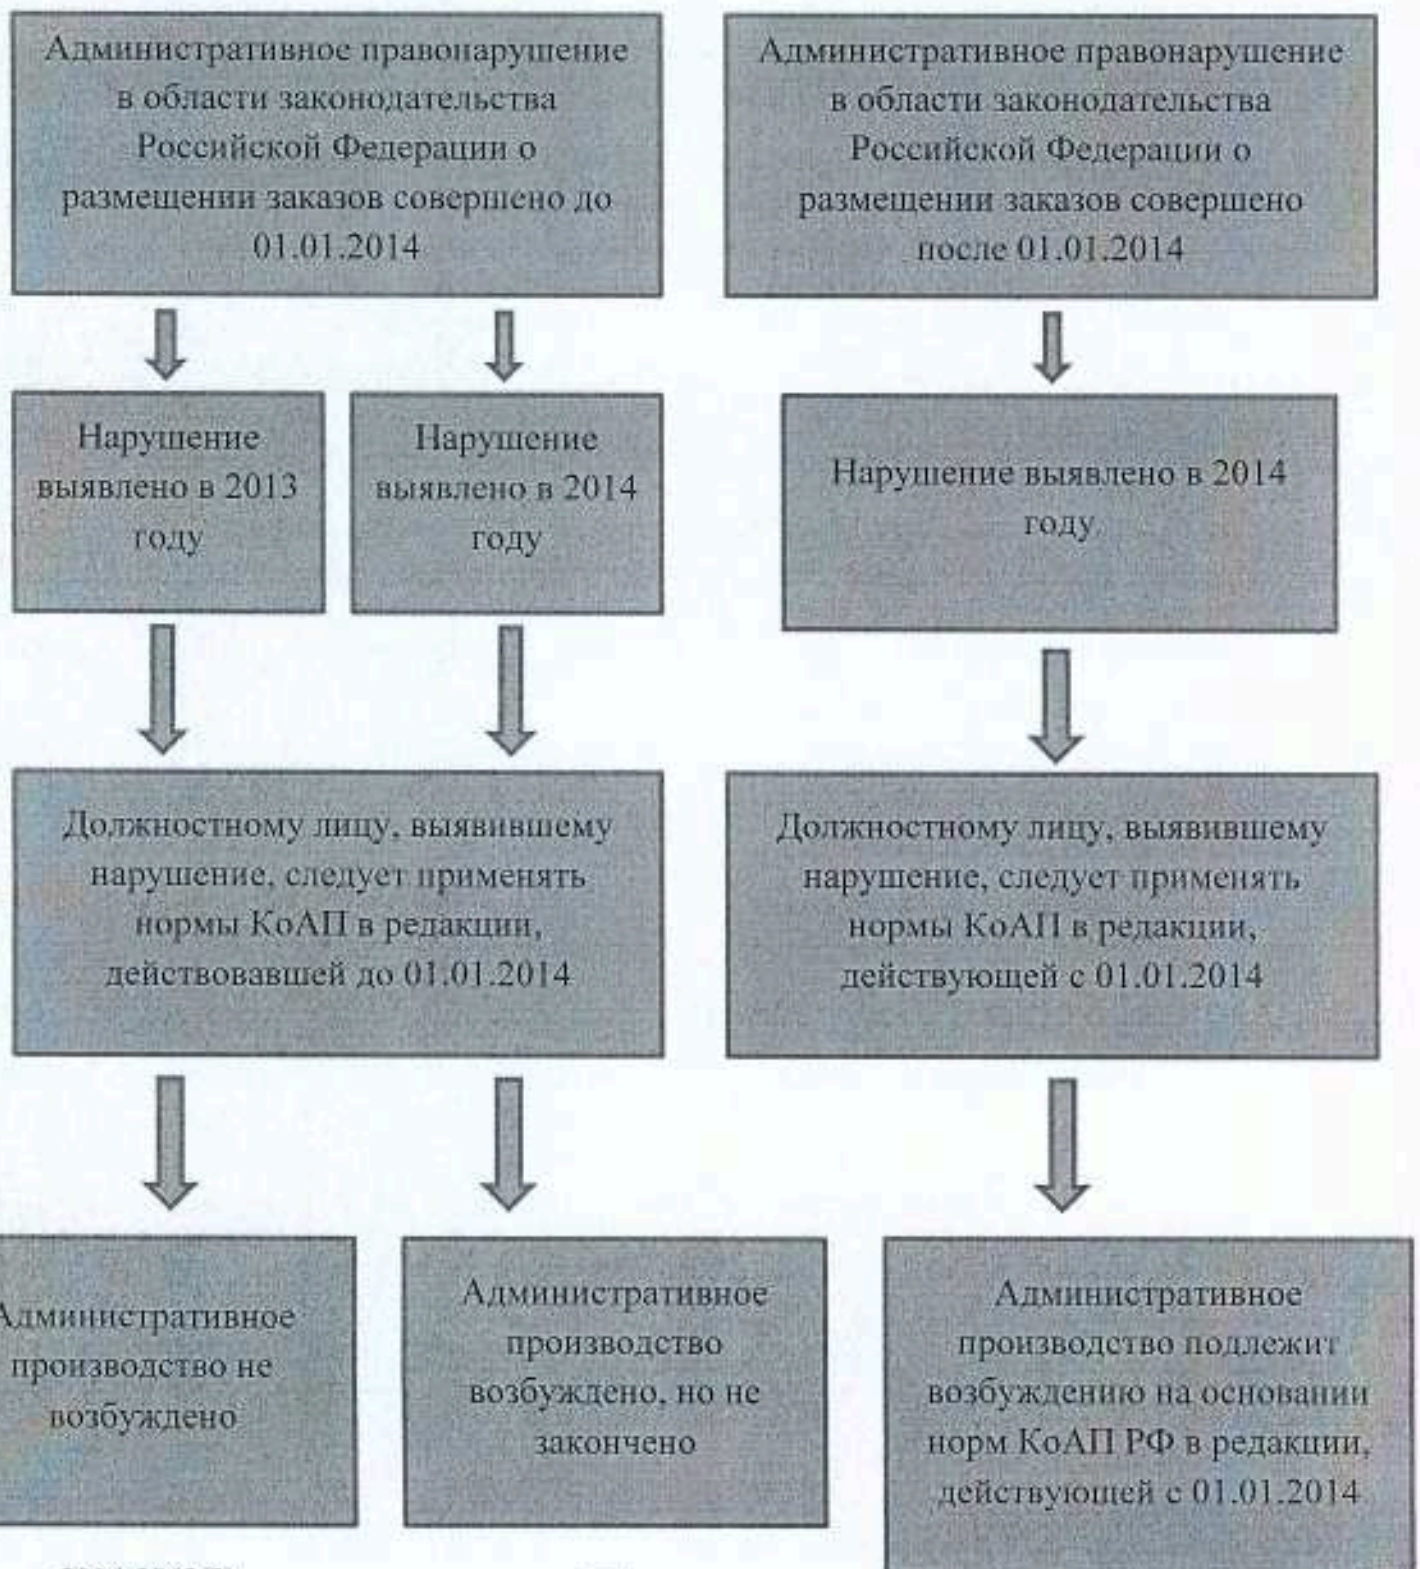 Административное правонарушение
в области законодательства
Российской Федерации о
размещении заказов совершено до
01.01.2014
Административное правонарушение
в области законодательства
Российской Федерации о
размещении заказов совершено
после 01.01.2014
Нарушение
выявлено в 2013
году
Нарушение
выявлено в 2014
году
Нарушение выявлено в 2014
году
Должностному лицу, выявившему
нарушение, следует применять
нормы КоАП в редакции,
действовавшей до 01.01.2014
Должностному лицу, выявившему
нарушение, следует применять
нормы КоАП в редакции,
действующей с 01.01.2014
Административное
производство не
возбуждено
Административное
производство
возбуждено, но не
закончено
Административное
производство подлежит
возбуждению на основании
норм КоАП РФ в редакции,
действующей с 01.01.2014